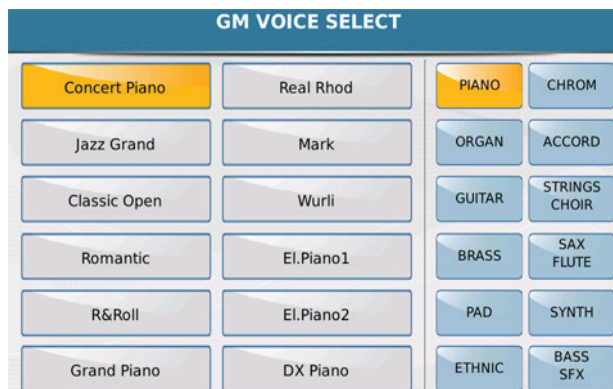 GM VOICE SELECT
Concert Piano
Real Rhod
PIANO
CHROM
Jazz Grand
Mark
ORGAN
ACCORD
Classic Open
Wurli
GUITAR
STRINGS
CHOIR
Romantic
El.Piano1
BRASS
SAX
FLUTE
R&Roll
El.Piano2
PAD
SYNTH
Grand Piano
DX Piano
ETHNIC
BASS
SFX